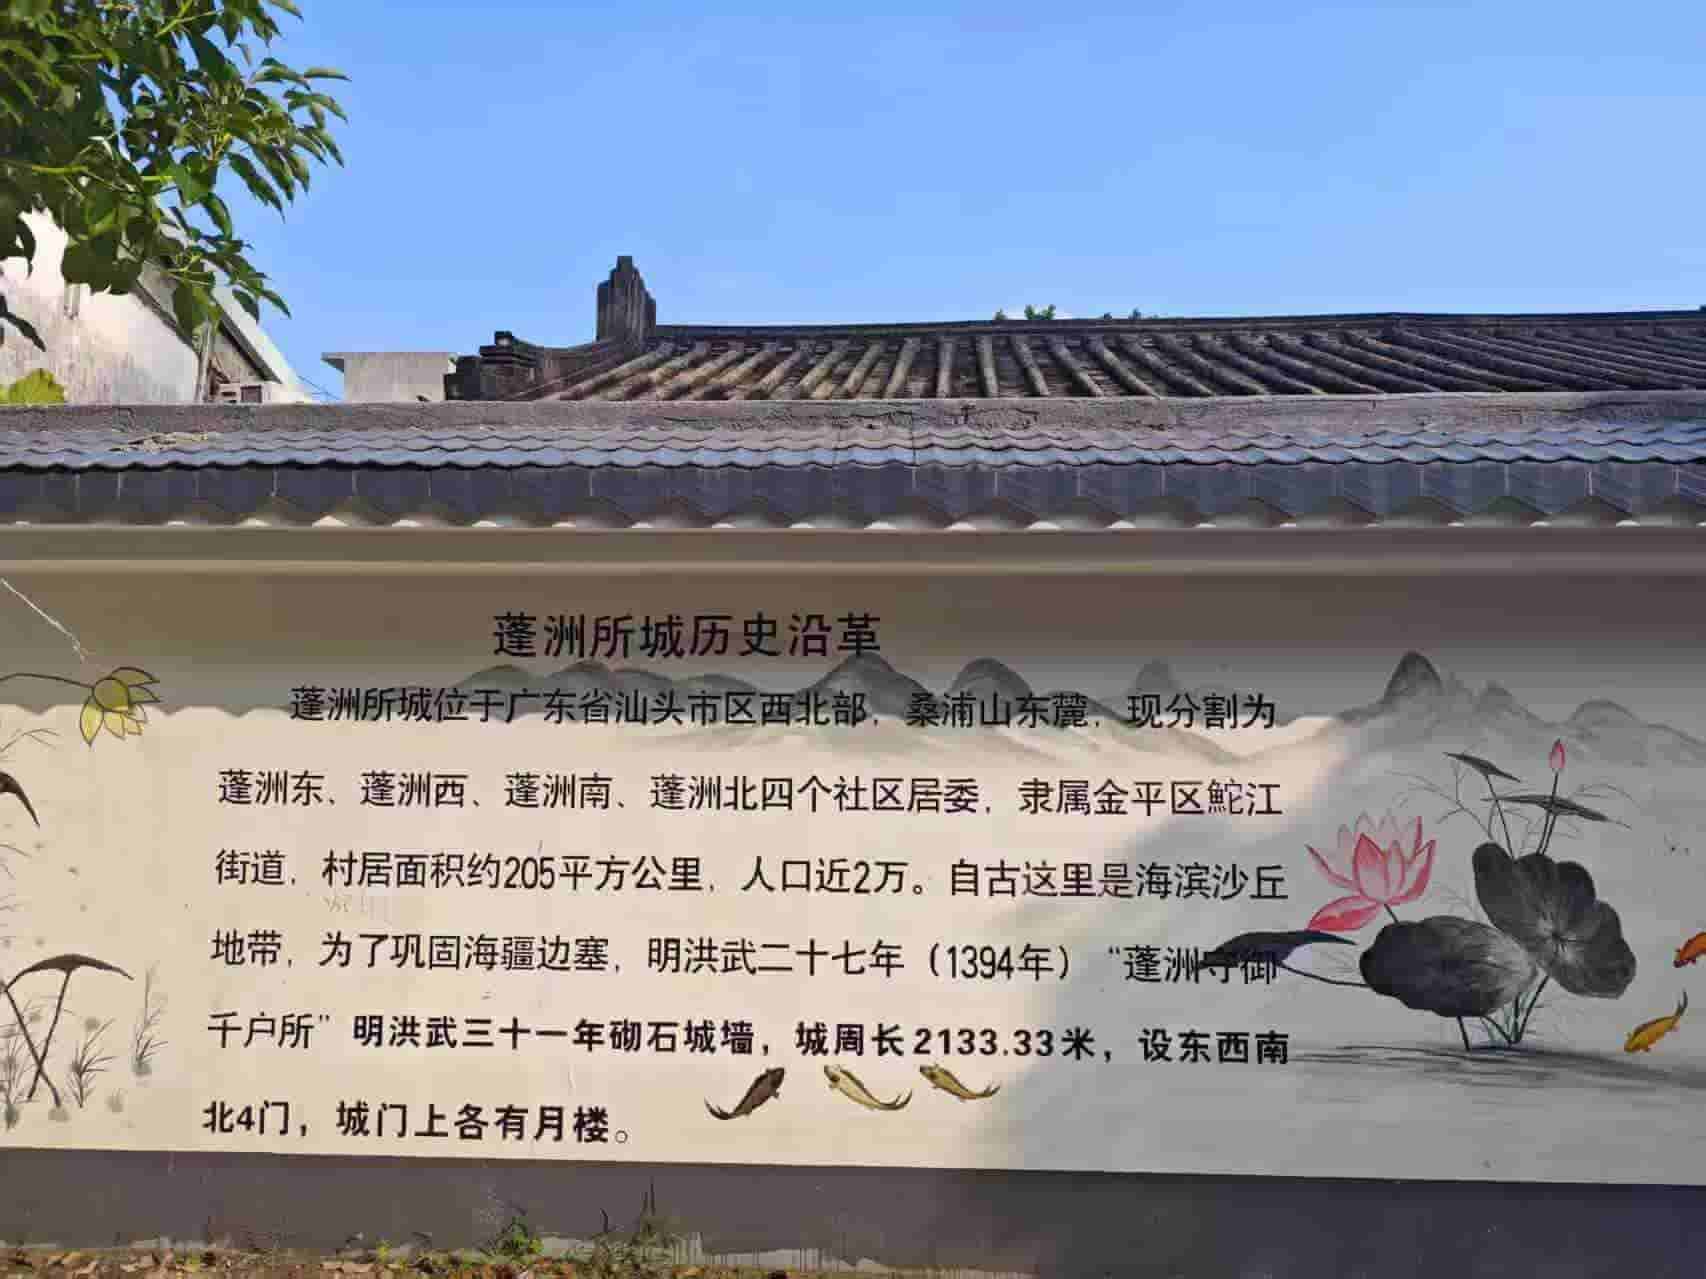 蓬洲所城历史沿革
蓬洲所城位于广东省汕头市区西北部，桑浦山东麓，现分割为
蓬洲东、蓬洲西、蓬洲南、蓬洲北四个社区居委，隶属金平区鮀江
街道，村居面积约2.05平方公里，人口近2万。自古这里是海滨沙丘
地带，为了巩固海疆边塞，明洪武二十七年（1394年）“蓬洲守御
千户所”明洪武三十一年砌石城墙，城周长2133.33米，设东西南
北4门，城门上各有月楼。